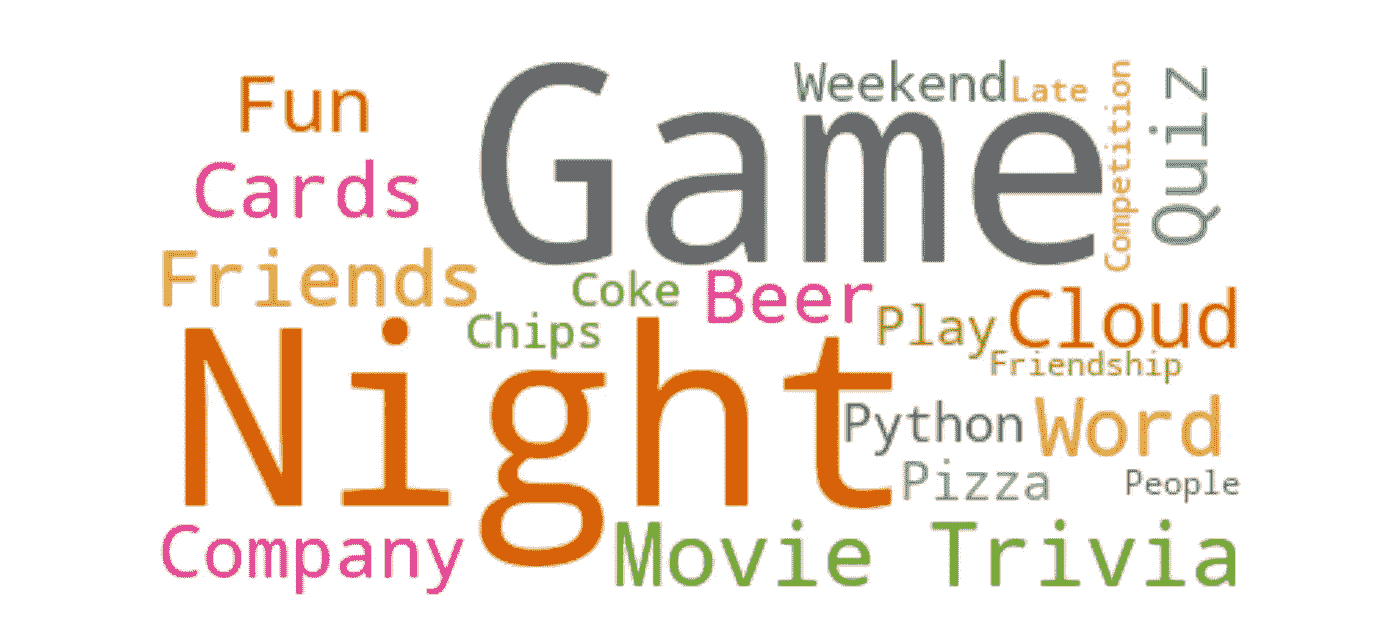 Fun
Game
Weekend
Late
Competition
Quiz
Cards
Friends
Coke
Beer
Chips
Play
Cloud
Friendship
Night
Python
Word
Pizza
People
Company
Movie Trivia